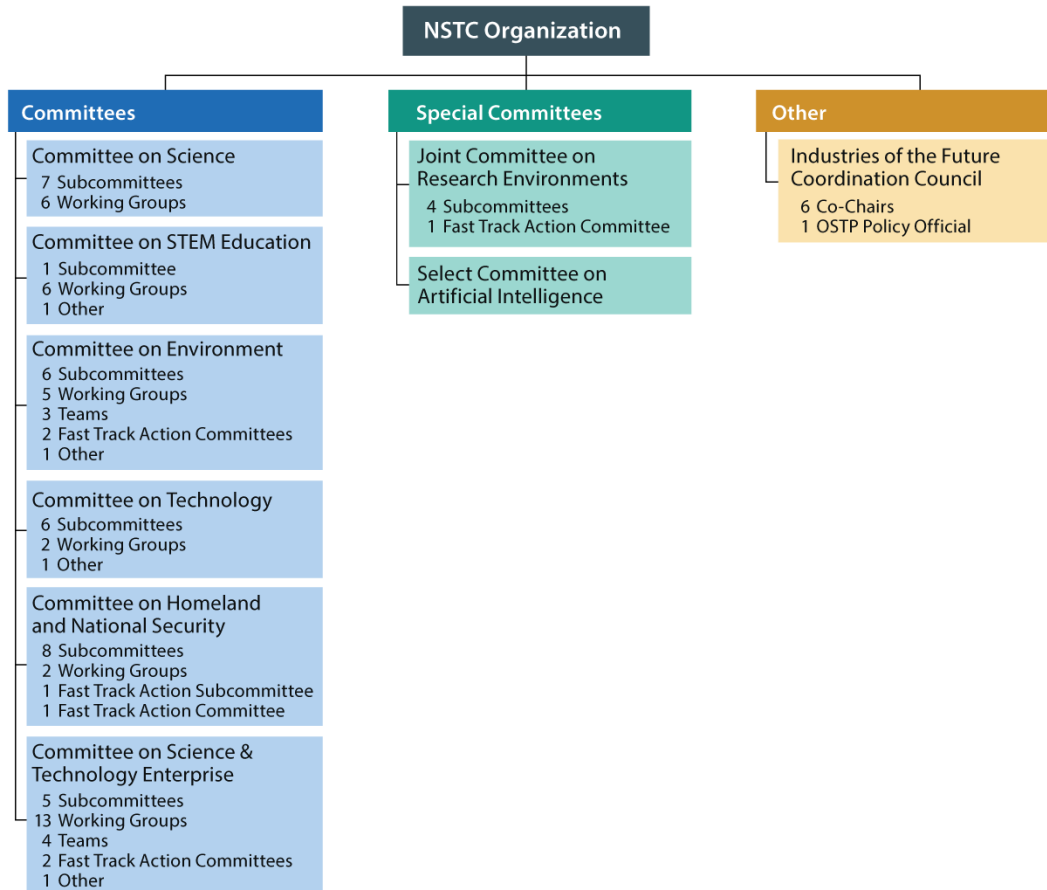 NSTC Organization
Committees
Committee on Science
7 Subcommittees
6 Working Groups
Committee on STEM Education
1 Subcommittee
6 Working Groups
1 Other
Committee on Environment
6 Subcommittees
5 Working Groups
3 Teams
2 Fast Track Action Committees
1 Other
Committee on Technology
6 Subcommittees
2 Working Groups
1 Other
Committee on Homeland
and National Security
8 Subcommittees
2 Working Groups
1 Fast Track Action Subcommittee
1 Fast Track Action Committee
Committee on Science &
Technology Enterprise
5 Subcommittees
13 Working Groups
4 Teams
2 Fast Track Action Committees
1 Other
Special Committees
Joint Committee on
Research Environments
4 Subcommittees
1 Fast Track Action Committee
Select Committee on
Artificial Intelligence
Other
Industries of the Future
Coordination Council
6 Co-Chairs
1 OSTP Policy Official